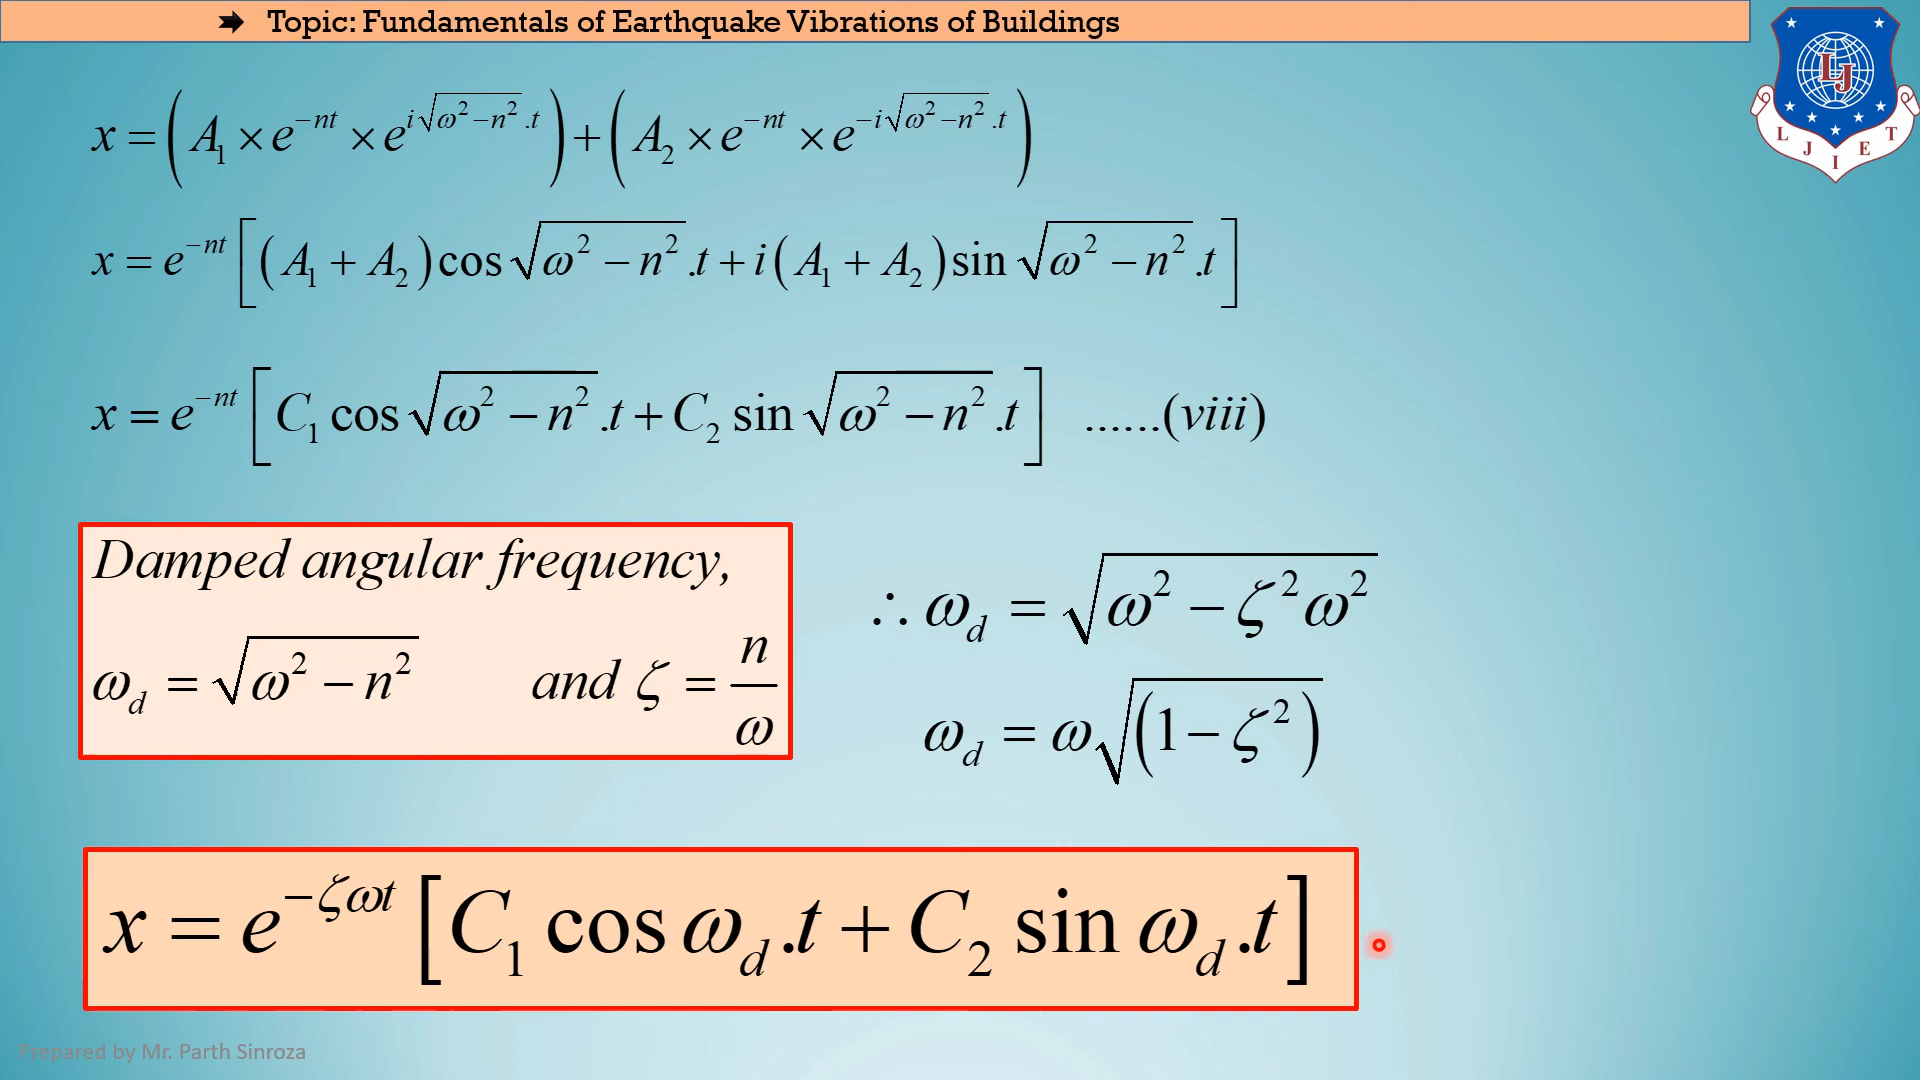 ➡ Topic: Fundamentals of Earthquake Vibrations of Buildings
LJ
L J I E T
x = (A₁ × e^{−nt} × e^{i√(ω²−n²).t}) + (A₂ × e^{−nt} × e^{−i√(ω²−n²).t})
x = e^{−nt} [(A₁ + A₂)cos√(ω² − n²).t + i(A₁ + A₂)sin√(ω² − n²).t]
x = e^{−nt} [C₁ cos√(ω² − n²).t + C₂ sin√(ω² − n²).t] ......(viii)
Damped angular frequency,
ω_d = √(ω² − n²) and ζ = n/ω
∴ ω_d = √(ω² − ζ²ω²)
ω_d = ω√(1 − ζ²)
x = e^{−ζωt} [C₁ cos ω_d.t + C₂ sin ω_d.t]
Prepared by Mr. Parth Sinroza